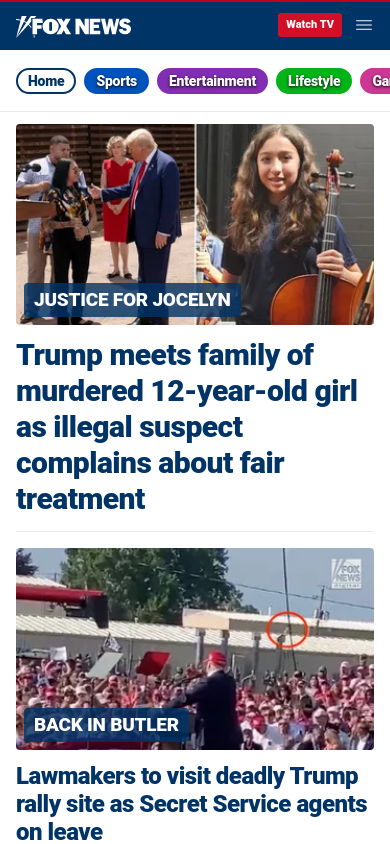 FOX NEWS
Watch TV
Home
Sports
Entertainment
Lifestyle
Ga
JUSTICE FOR JOCELYN
Trump meets family of
murdered 12-year-old girl
as illegal suspect
complains about fair
treatment
FOX
NEWS
digital
BACK IN BUTLER
Lawmakers to visit deadly Trump
rally site as Secret Service agents
on leave